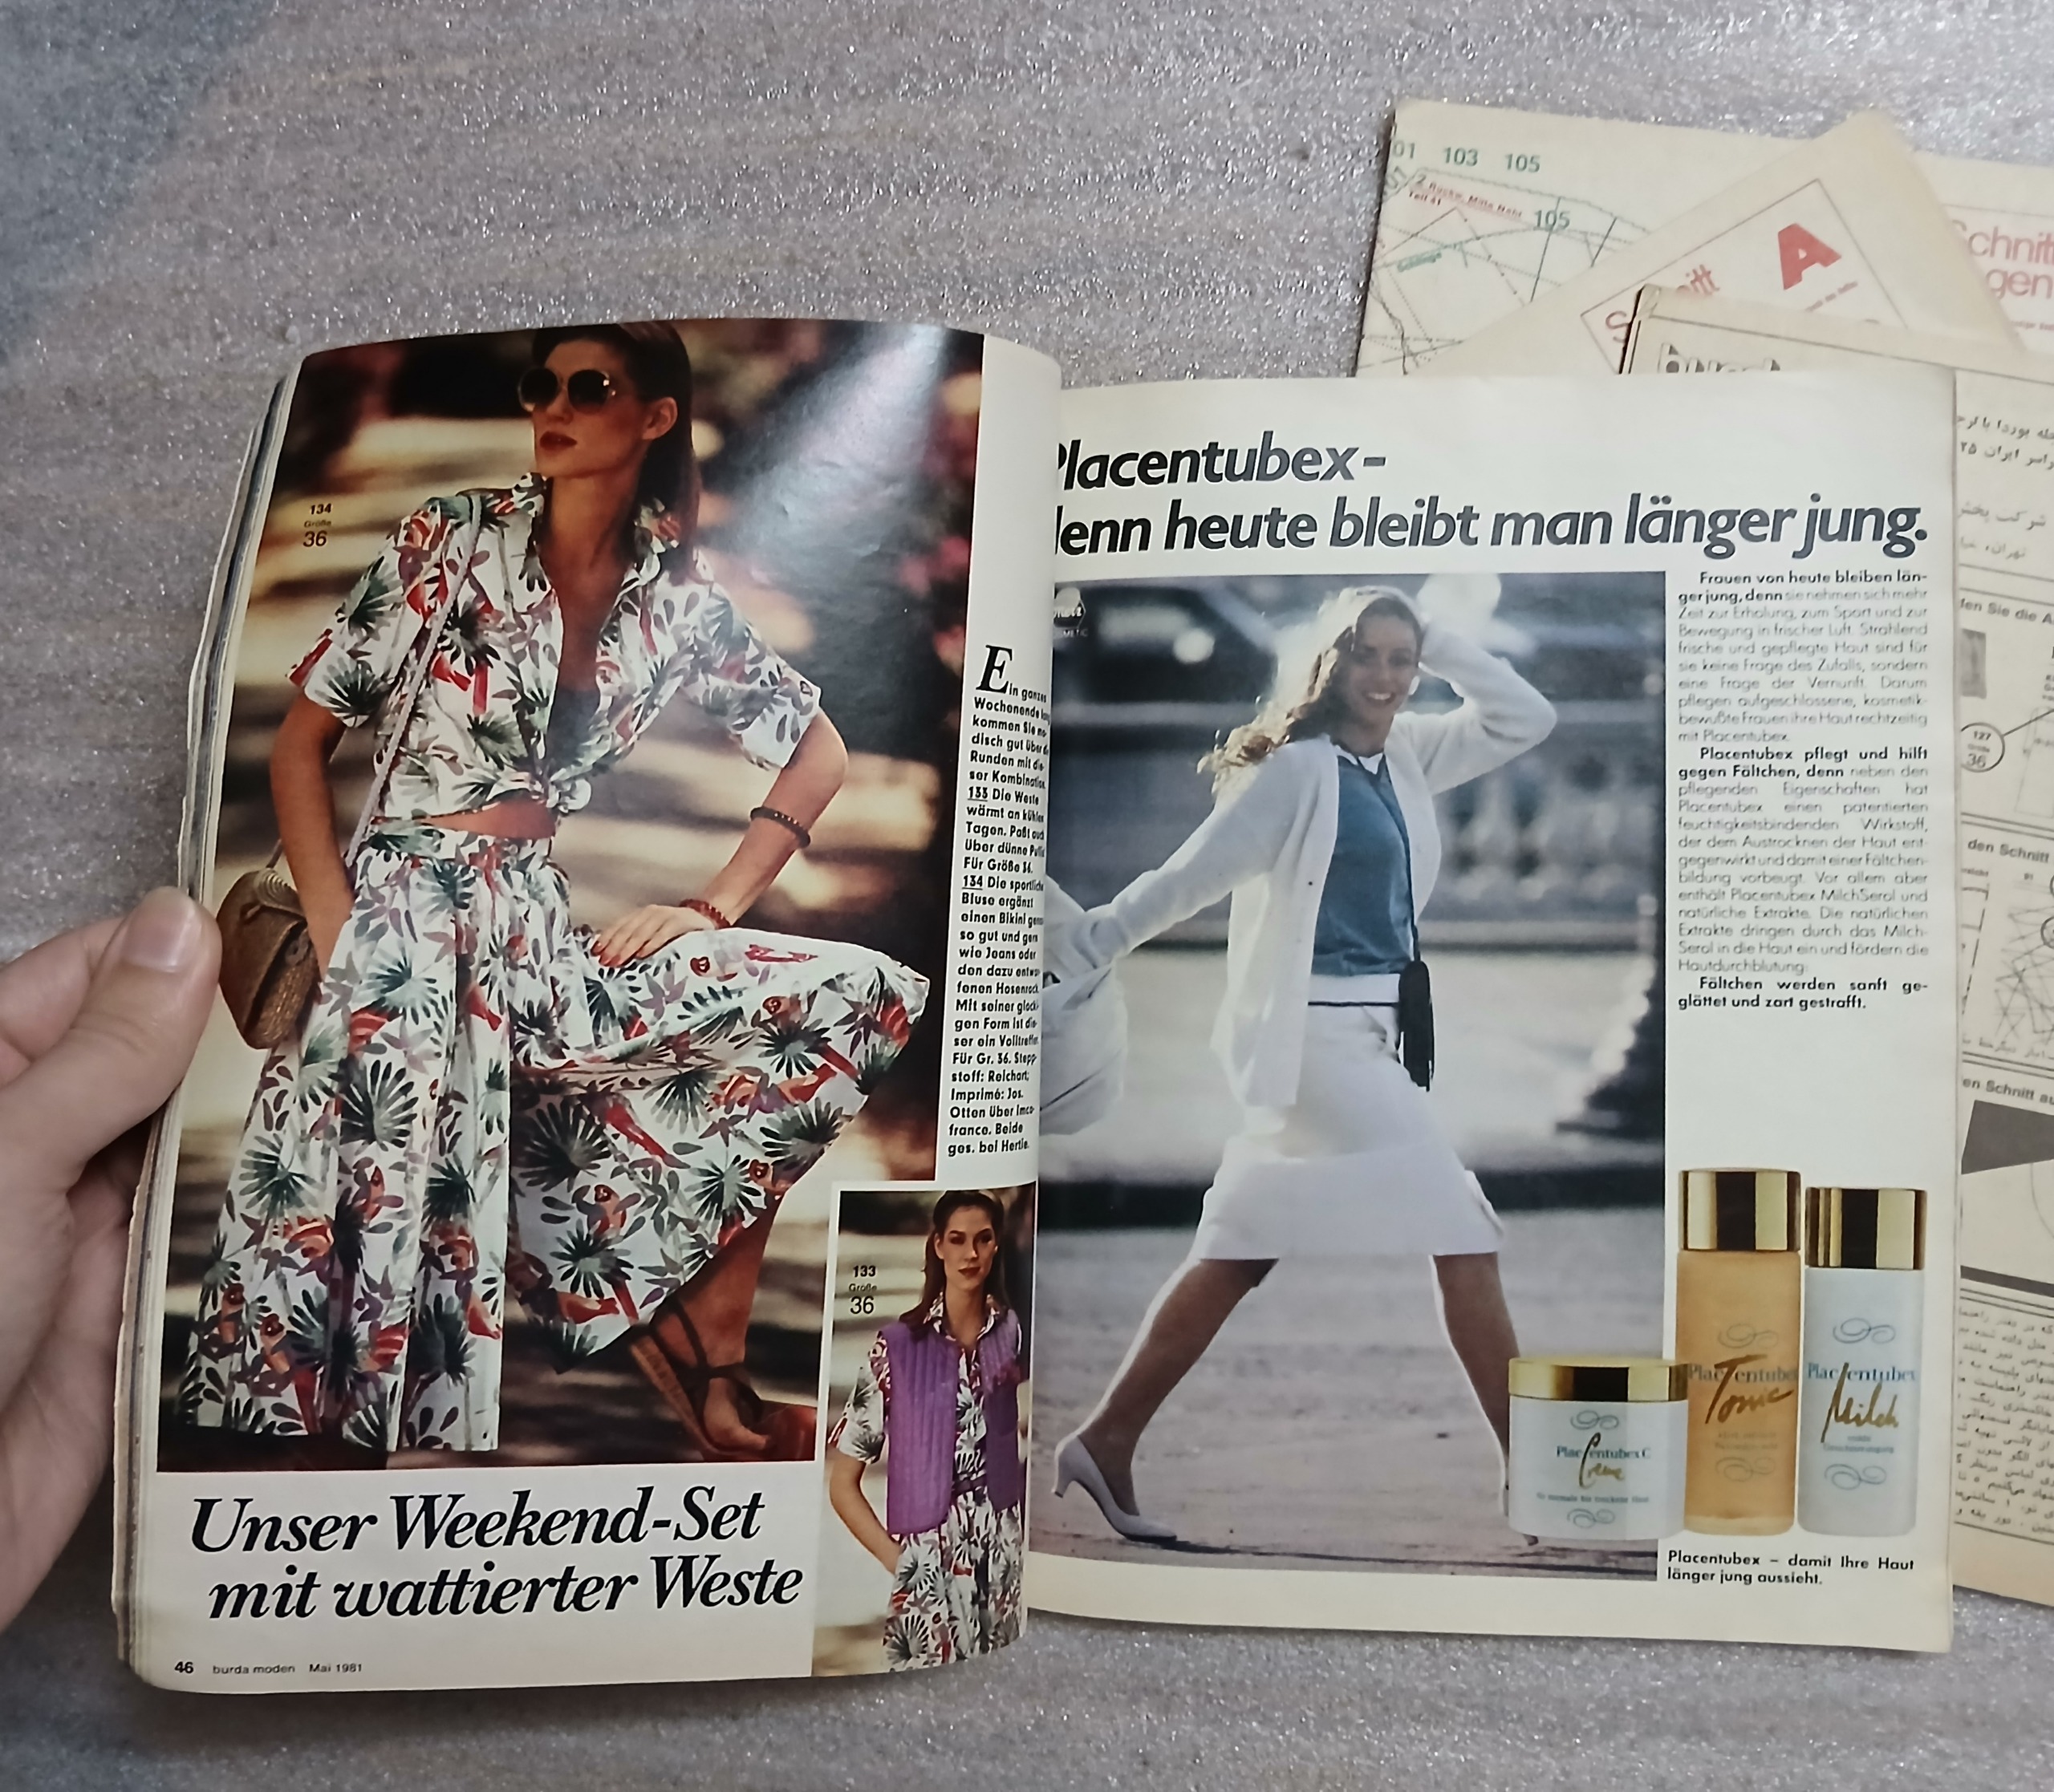 134
Größe
36
Ein ganzes
Wochenende
kommen Sie mo-
disch gut über
Runden mit die-
ser Kombination.
133 Die Weste
wärmt an kühlen
Tagen. Paßt auch
über dünne
Für Größe 36.
134 Die sportliche
Bluse ergänzt
einen Bikini
so gut und gern
wie Jeans oder
den dazu
fenen Hosenrock.
Mit seiner glocki-
gen Form ist die-
ser ein Volltreffer.
Für Gr. 36. Stepp-
stoff: Reichart;
Imprimé: Jos.
Otten über
france. Beide
ges. bei Hertie.
133
Größe
36
Unser Weekend-Set
mit wattierter Weste
46 burda moden Mai 1981
Placentubex-
denn heute bleibt man länger jung.
Frauen von heute bleiben län-
ger jung, denn sie nehmen sich mehr
Zeit zur Erholung, zum Sport und zur
Bewegung in frischer Luft. Strahlend
frische und gepflegte Haut sind für
sie keine Frage des Zufalls, sondern
eine Frage der Vernunft. Darum
pflegen aufgeschlossene, kosmetik-
bewußte Frauen ihre Haut rechtzeitig
mit Placentubex.
Placentubex pflegt und hilft
gegen Fältchen, denn neben den
pflegenden Eigenschaften hat
Placentubex einen patentierten
feuchtigkeitsbindenden Wirkstoff,
der dem Austrocknen der Haut ent-
gegenwirkt und damit einer Fältchen-
bildung vorbeugt. Vor allem aber
enthält Placentubex MilchSerol und
natürliche Extrakte. Die natürlichen
Extrakte dringen durch das Milch-
Serol in die Haut ein und fördern die
Hautdurchblutung.
Fältchen werden sanft ge-
glättet und zart gestrafft.
Placentubex C
Creme
Placentubex
Tonic
Placentubex
Milch
Placentubex – damit Ihre Haut
länger jung aussieht.
01 103 105
105
A
127
Größe
36
den Schnitt